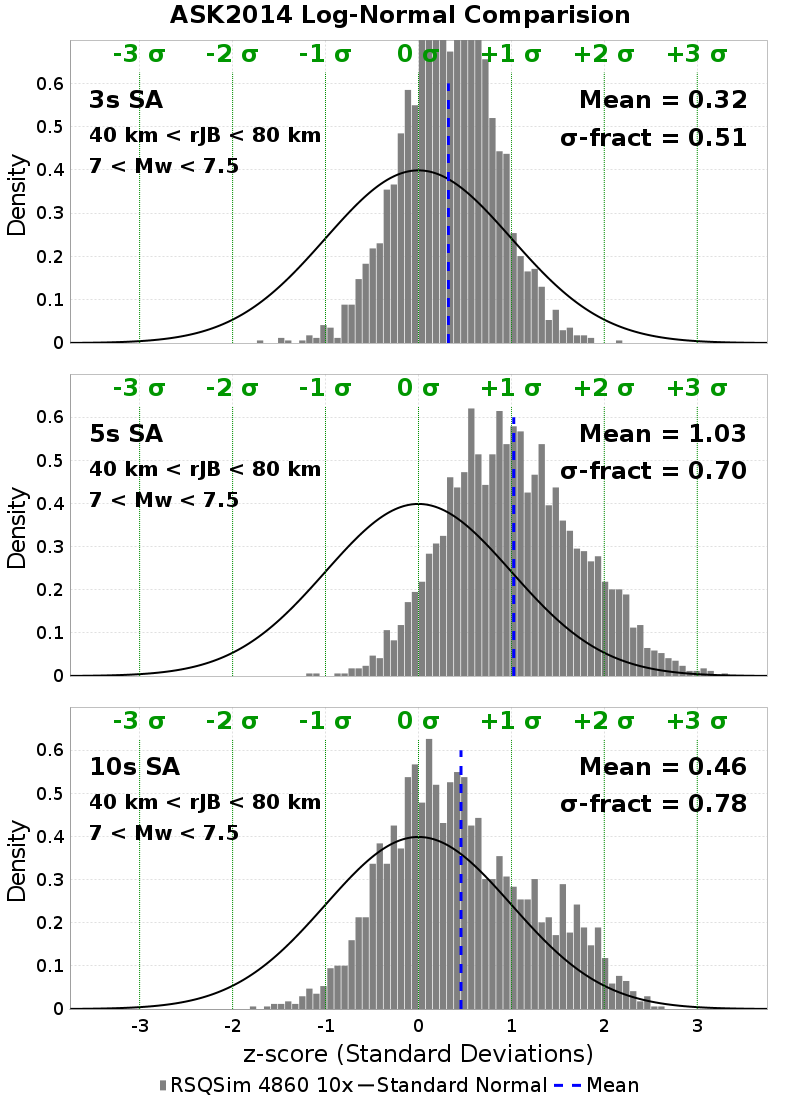 ASK2014 Log-Normal Comparision
-3 σ -2 σ -1 σ 0 σ +1 σ +2 σ +3 σ
3s SA
Mean = 0.32
40 km < rJB < 80 km
σ-fract = 0.51
7 < Mw < 7.5
Density
0.6
0.5
0.4
0.3
0.2
0.1
0
-3 σ -2 σ -1 σ 0 σ +1 σ +2 σ +3 σ
5s SA
Mean = 1.03
40 km < rJB < 80 km
σ-fract = 0.70
7 < Mw < 7.5
Density
0.6
0.5
0.4
0.3
0.2
0.1
0
-3 σ -2 σ -1 σ 0 σ +1 σ +2 σ +3 σ
10s SA
Mean = 0.46
40 km < rJB < 80 km
σ-fract = 0.78
7 < Mw < 7.5
Density
0.6
0.5
0.4
0.3
0.2
0.1
0
-3 -2 -1 0 1 2 3
z-score (Standard Deviations)
RSQSim 4860 10x Standard Normal Mean